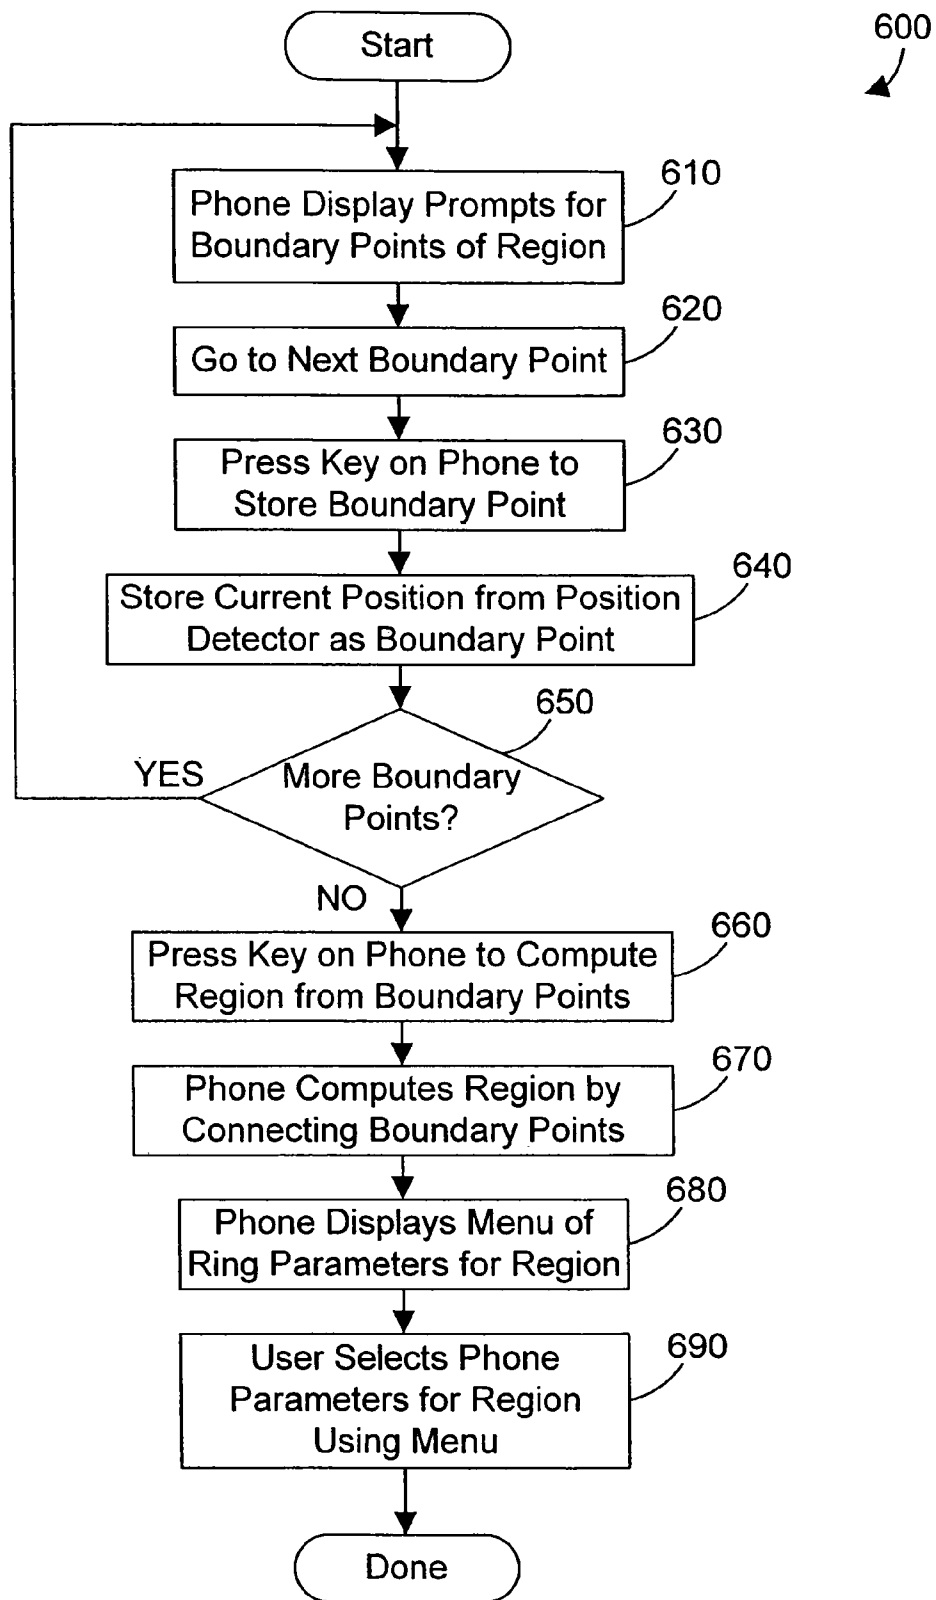 Start
600
610
Phone Display Prompts for
Boundary Points of Region
620
Go to Next Boundary Point
630
Press Key on Phone to
Store Boundary Point
640
Store Current Position from Position
Detector as Boundary Point
650
YES
More Boundary
Points?
NO
660
Press Key on Phone to Compute
Region from Boundary Points
670
Phone Computes Region by
Connecting Boundary Points
680
Phone Displays Menu of
Ring Parameters for Region
690
User Selects Phone
Parameters for Region
Using Menu
Done